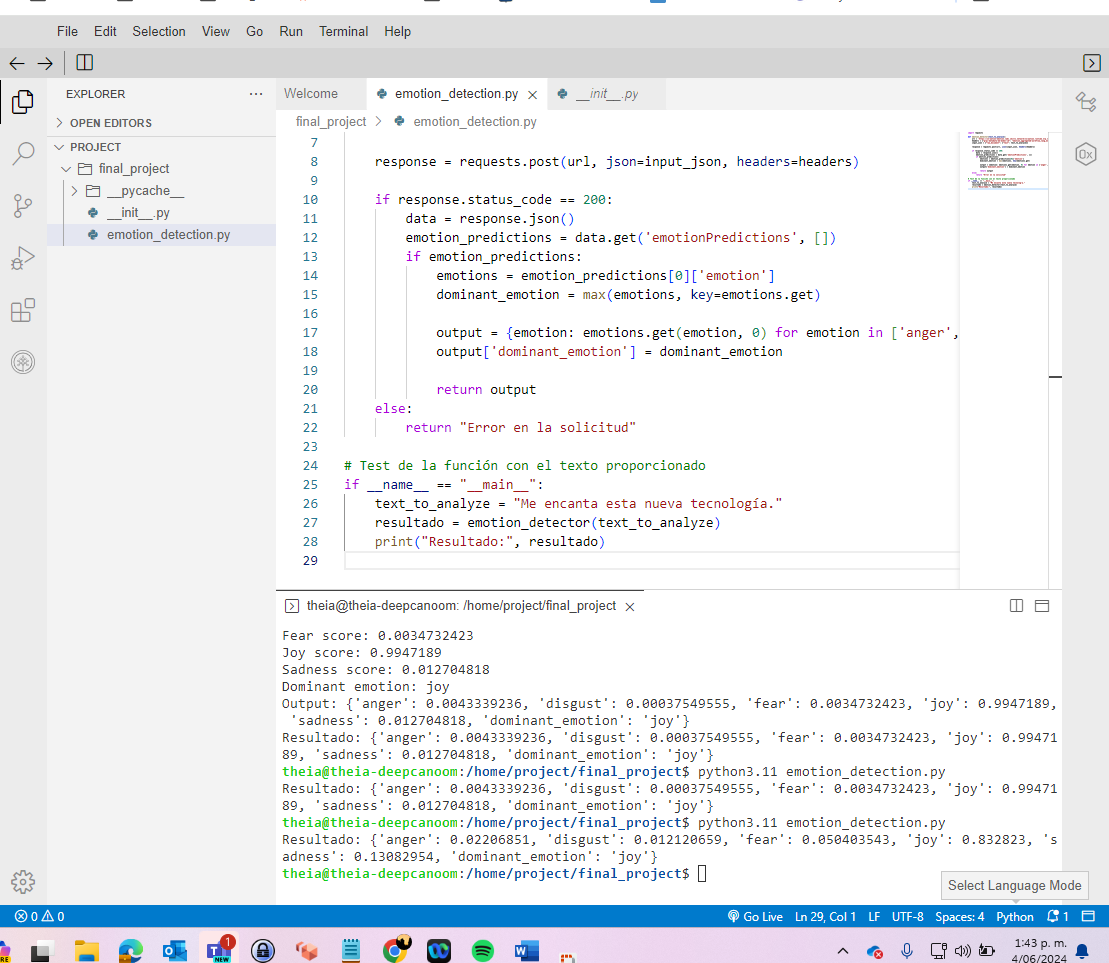 File Edit Selection View Go Run Terminal Help
EXPLORER
OPEN EDITORS
PROJECT
final_project
__pycache__
__init__.py
emotion_detection.py
Welcome
emotion_detection.py
__init__.py
final_project > emotion_detection.py
7
8 response = requests.post(url, json=input_json, headers=headers)
9
10 if response.status_code == 200:
11 data = response.json()
12 emotion_predictions = data.get('emotionPredictions', [])
13 if emotion_predictions:
14 emotions = emotion_predictions[0]['emotion']
15 dominant_emotion = max(emotions, key=emotions.get)
16
17 output = {emotion: emotions.get(emotion, 0) for emotion in ['anger',
18 output['dominant_emotion'] = dominant_emotion
19
20 return output
21 else:
22 return "Error en la solicitud"
23
24 # Test de la función con el texto proporcionado
25 if __name__ == "__main__":
26 text_to_analyze = "Me encanta esta nueva tecnología."
27 resultado = emotion_detector(text_to_analyze)
28 print("Resultado:", resultado)
29
0x
theia@theia-deepcanoom: /home/project/final_project
Fear score: 0.0034732423
Joy score: 0.9947189
Sadness score: 0.012704818
Dominant emotion: joy
Output: {'anger': 0.0043339236, 'disgust': 0.00037549555, 'fear': 0.0034732423, 'joy': 0.9947189,
'sadness': 0.012704818, 'dominant_emotion': 'joy'}
Resultado: {'anger': 0.0043339236, 'disgust': 0.00037549555, 'fear': 0.0034732423, 'joy': 0.99471
89, 'sadness': 0.012704818, 'dominant_emotion': 'joy'}
theia@theia-deepcanoom:/home/project/final_project$ python3.11 emotion_detection.py
Resultado: {'anger': 0.0043339236, 'disgust': 0.00037549555, 'fear': 0.0034732423, 'joy': 0.99471
89, 'sadness': 0.012704818, 'dominant_emotion': 'joy'}
theia@theia-deepcanoom:/home/project/final_project$ python3.11 emotion_detection.py
Resultado: {'anger': 0.02206851, 'disgust': 0.012120659, 'fear': 0.050403543, 'joy': 0.832823, 's
adness': 0.13082954, 'dominant_emotion': 'joy'}
theia@theia-deepcanoom:/home/project/final_project$
Select Language Mode
0 0
Go Live Ln 29, Col 1 LF UTF-8 Spaces: 4 Python 1
1
NEW
1:43 p. m.
4/06/2024